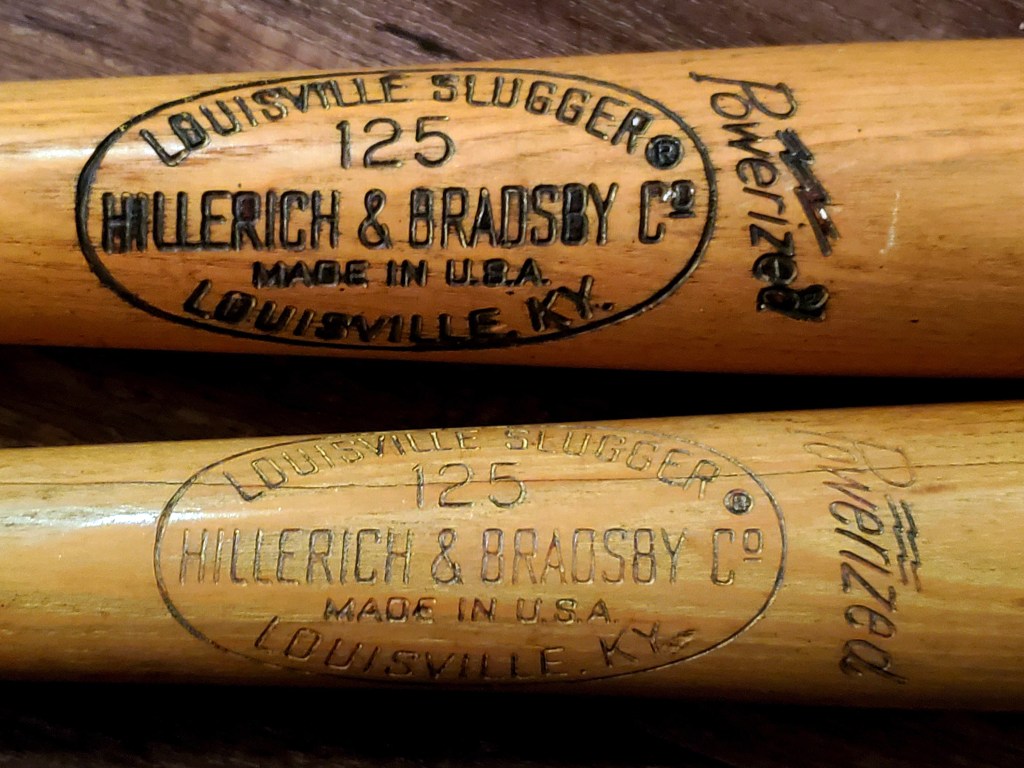 LOUISVILLE SLUGGER ®
125
HILLERICH & BRADSBY Cº
MADE IN U.S.A.
LOUISVILLE, KY.
Powerized
LOUISVILLE SLUGGER ®
125
HILLERICH & BRADSBY Cº
MADE IN U.S.A.
LOUISVILLE, KY.
Powerized